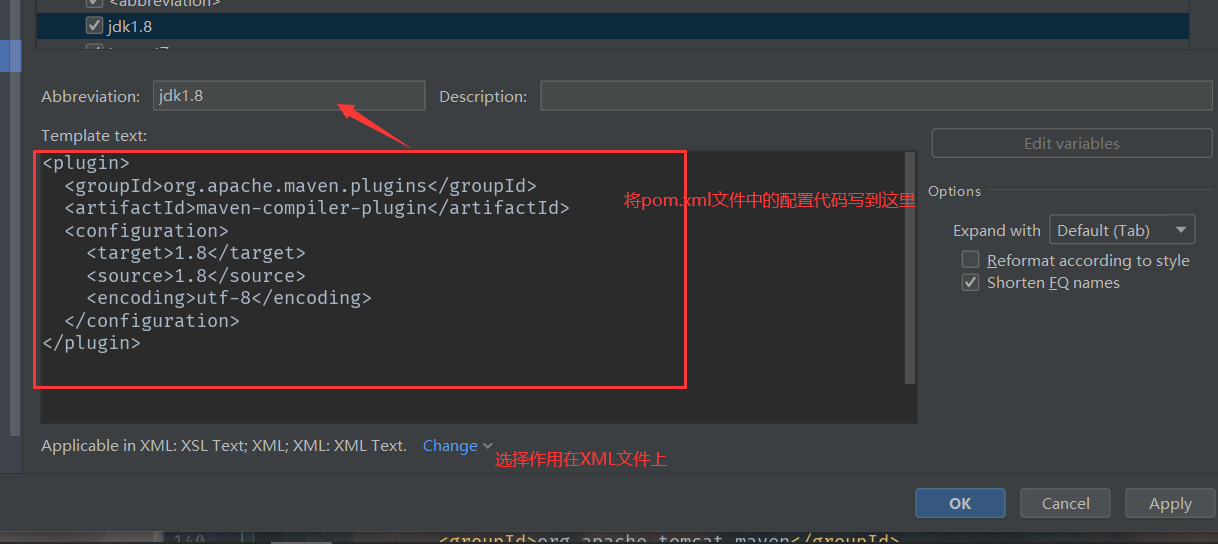 <abbreviation>
jdk1.8
Abbreviation: jdk1.8 Description:
Template text:
Edit variables
<plugin>
<groupId>org.apache.maven.plugins</groupId>
<artifactId>maven-compiler-plugin</artifactId>
<configuration>
<target>1.8</target>
<source>1.8</source>
<encoding>utf-8</encoding>
</configuration>
</plugin>
将pom.xml文件中的配置代码写到这里
Options
Expand with Default (Tab)
Reformat according to style
Shorten FQ names
Applicable in XML: XSL Text; XML; XML: XML Text. Change
选择作用在XML文件上
OK Cancel Apply
140 <groupId>org.apache.tomcat.maven</groupId>